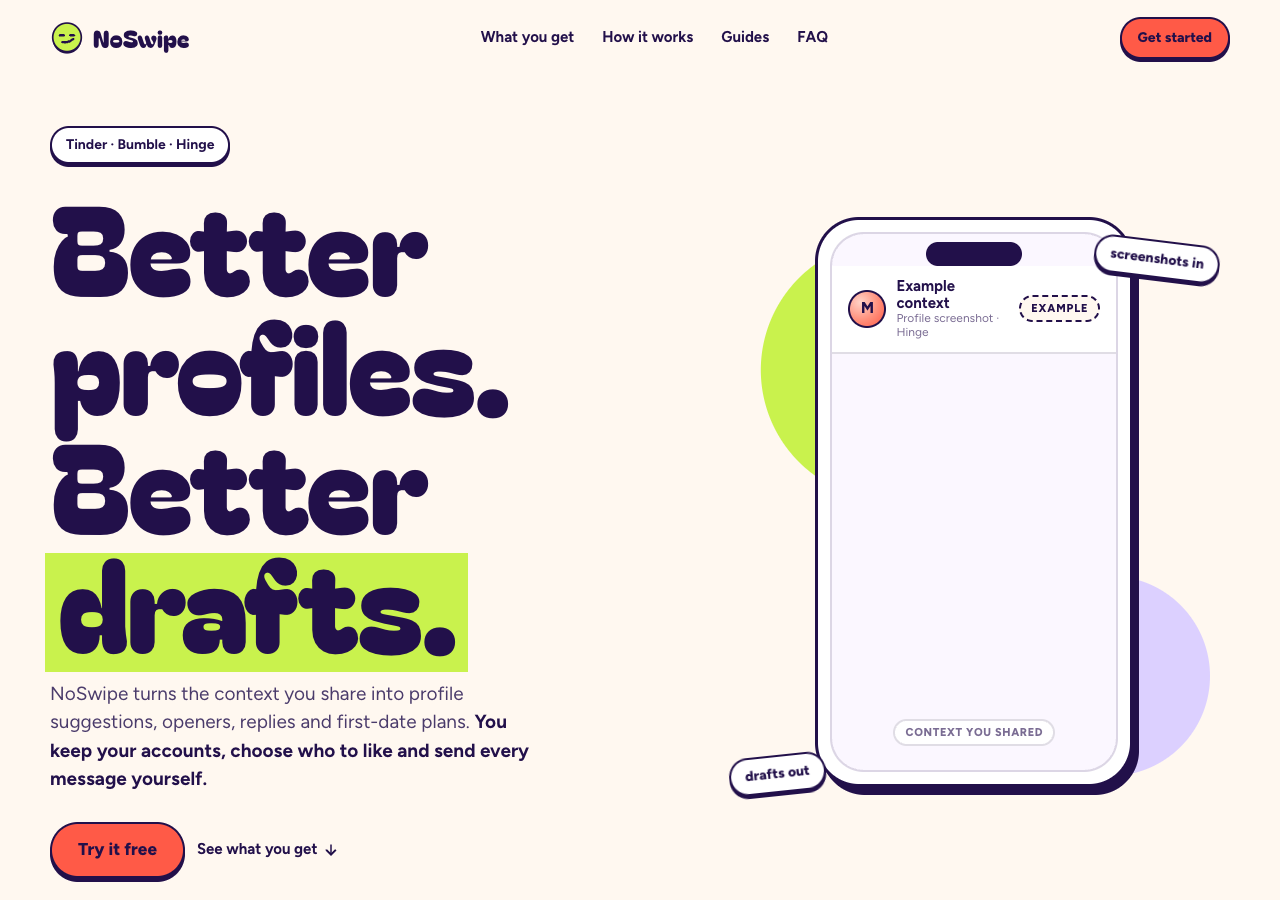 NoSwipe
What you get
How it works
Guides
FAQ
Get started
Tinder · Bumble · Hinge
Better
profiles.
Better
drafts.
NoSwipe turns the context you share into profile
suggestions, openers, replies and first-date plans. You
keep your accounts, choose who to like and send every
message yourself.
Try it free
See what you get ↓
screenshots in
M
Example
context
Profile screenshot ·
Hinge
EXAMPLE
CONTEXT YOU SHARED
drafts out